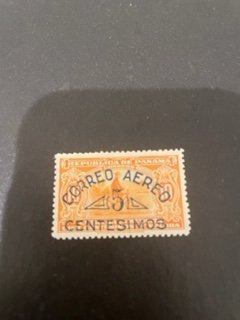 REPUBLICA DE PANAMA
CORREO AEREO
5
CENTESIMOS